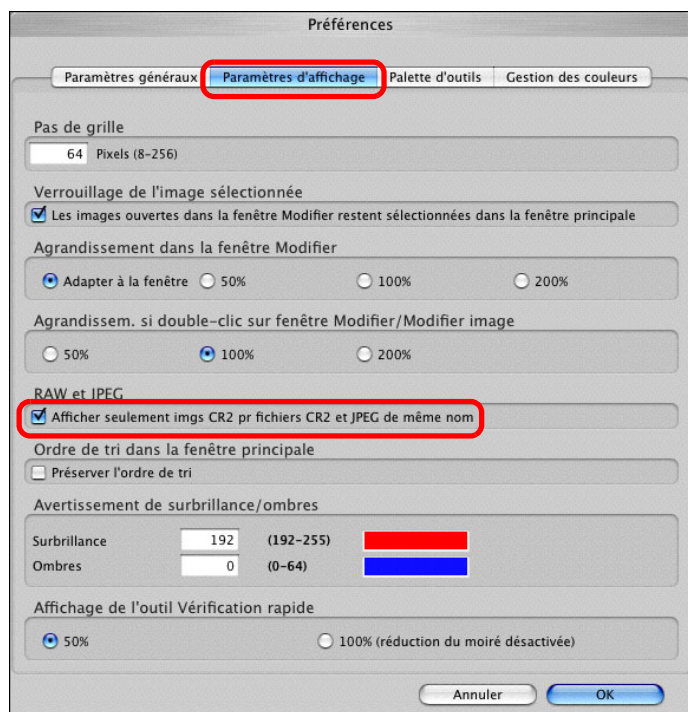 Préférences
Paramètres généraux Paramètres d'affichage Palette d'outils Gestion des couleurs
Pas de grille
64 Pixels (8-256)
Verrouillage de l'image sélectionnée
Les images ouvertes dans la fenêtre Modifier restent sélectionnées dans la fenêtre principale
Agrandissement dans la fenêtre Modifier
Adapter à la fenêtre 50% 100% 200%
Agrandissem. si double-clic sur fenêtre Modifier/Modifier image
50% 100% 200%
RAW et JPEG
Afficher seulement imgs CR2 pr fichiers CR2 et JPEG de même nom
Ordre de tri dans la fenêtre principale
Préserver l'ordre de tri
Avertissement de surbrillance/ombres
Surbrillance 192 (192-255)
Ombres 0 (0-64)
Affichage de l'outil Vérification rapide
50% 100% (réduction du moiré désactivée)
Annuler OK